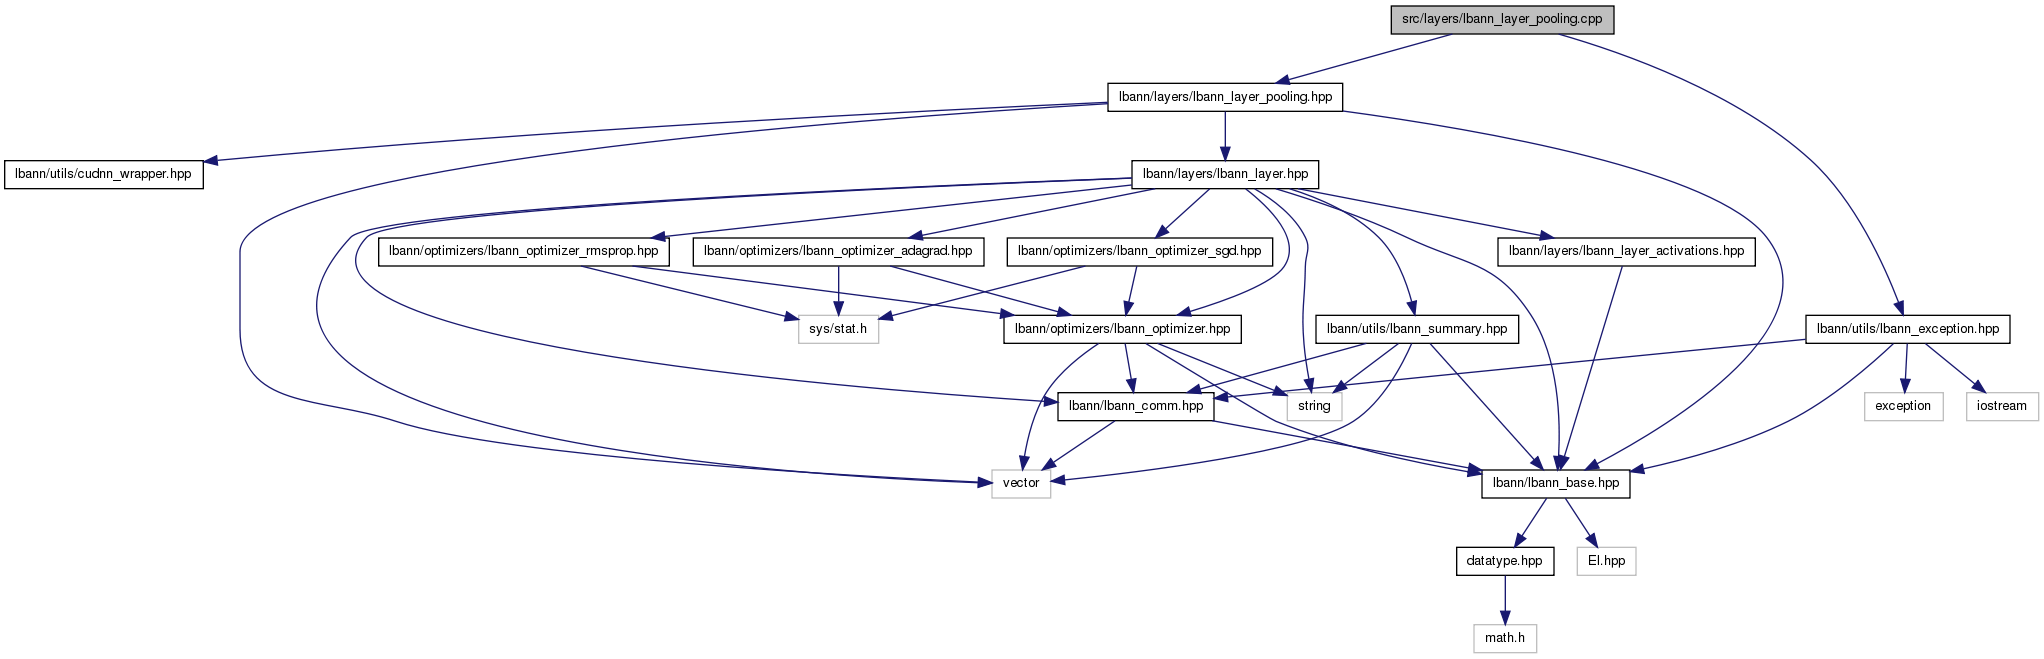 src/layers/lbann_layer_pooling.cpp
lbann/layers/lbann_layer_pooling.hpp
lbann/utils/cudnn_wrapper.hpp
lbann/layers/lbann_layer.hpp
lbann/optimizers/lbann_optimizer_rmsprop.hpp
lbann/optimizers/lbann_optimizer_adagrad.hpp
lbann/optimizers/lbann_optimizer_sgd.hpp
lbann/layers/lbann_layer_activations.hpp
sys/stat.h
lbann/optimizers/lbann_optimizer.hpp
lbann/utils/lbann_summary.hpp
lbann/utils/lbann_exception.hpp
lbann/lbann_comm.hpp
string
exception
iostream
vector
lbann/lbann_base.hpp
datatype.hpp
El.hpp
math.h